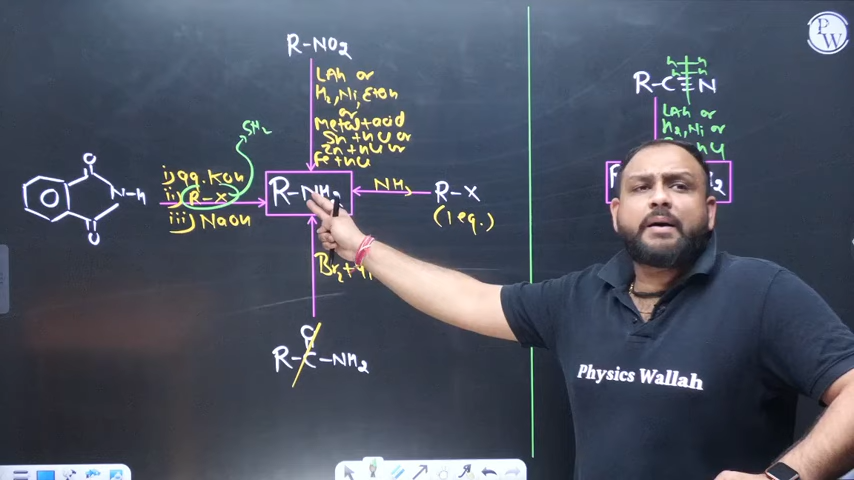 R-NO2
LAH or
H2, Ni, EtOH
or
Metal + acid
Sn + HCl or
Zn + HCl or
Fe + HCl
SN2
O
N-H
O
i) aq. KOH
ii) R-X
iii) NaOH
R-NH2
NH3
R-X
(1 eq.)
Br2 +
O
R-C-NH2
H H
R-C≡N
H H
LAH or
H2, Ni or
P
W
Physics Wallah